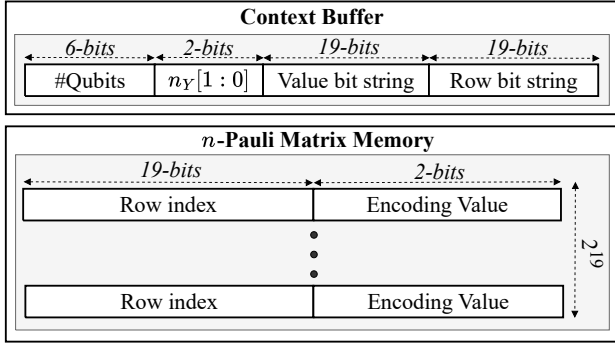 Context Buffer
6-bits 2-bits 19-bits 19-bits
#Qubits n_Y[1 : 0] Value bit string Row bit string
n-Pauli Matrix Memory
19-bits 2-bits
Row index Encoding Value
2^19
Row index Encoding Value